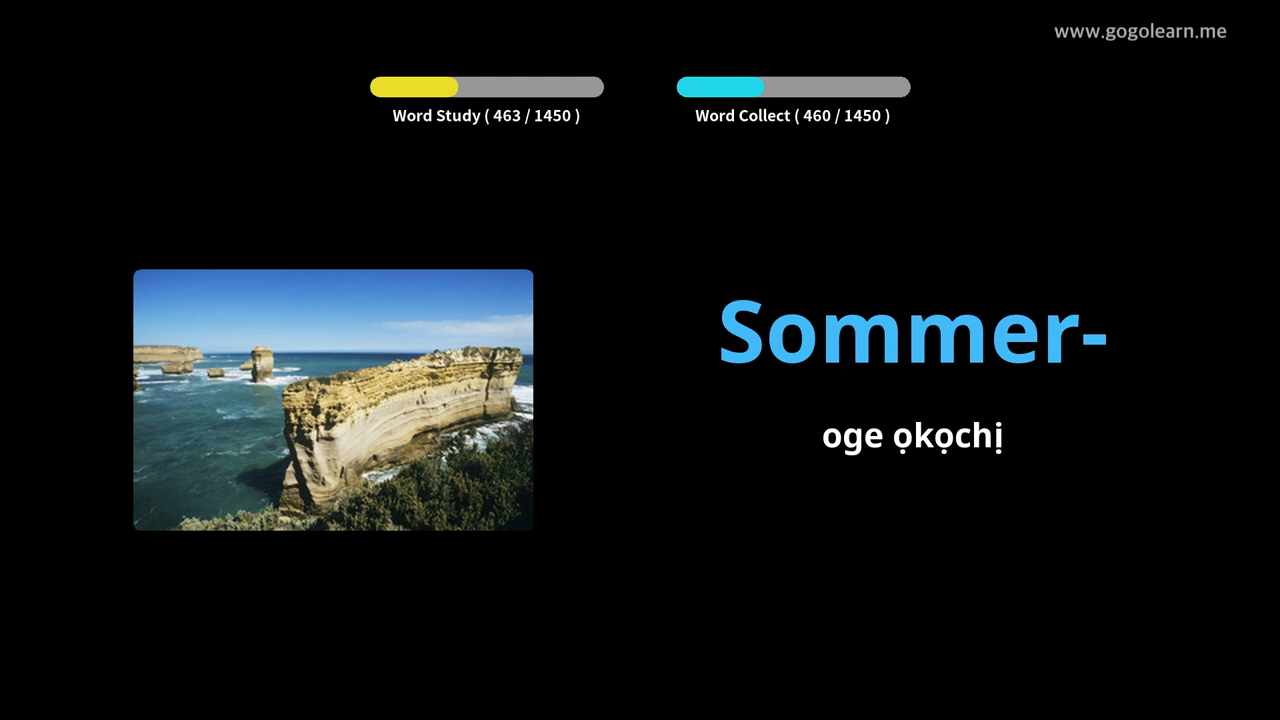 www.gogolearn.me
Word Study ( 463 / 1450 )
Word Collect ( 460 / 1450 )
Sommer-
oge ọkọchị